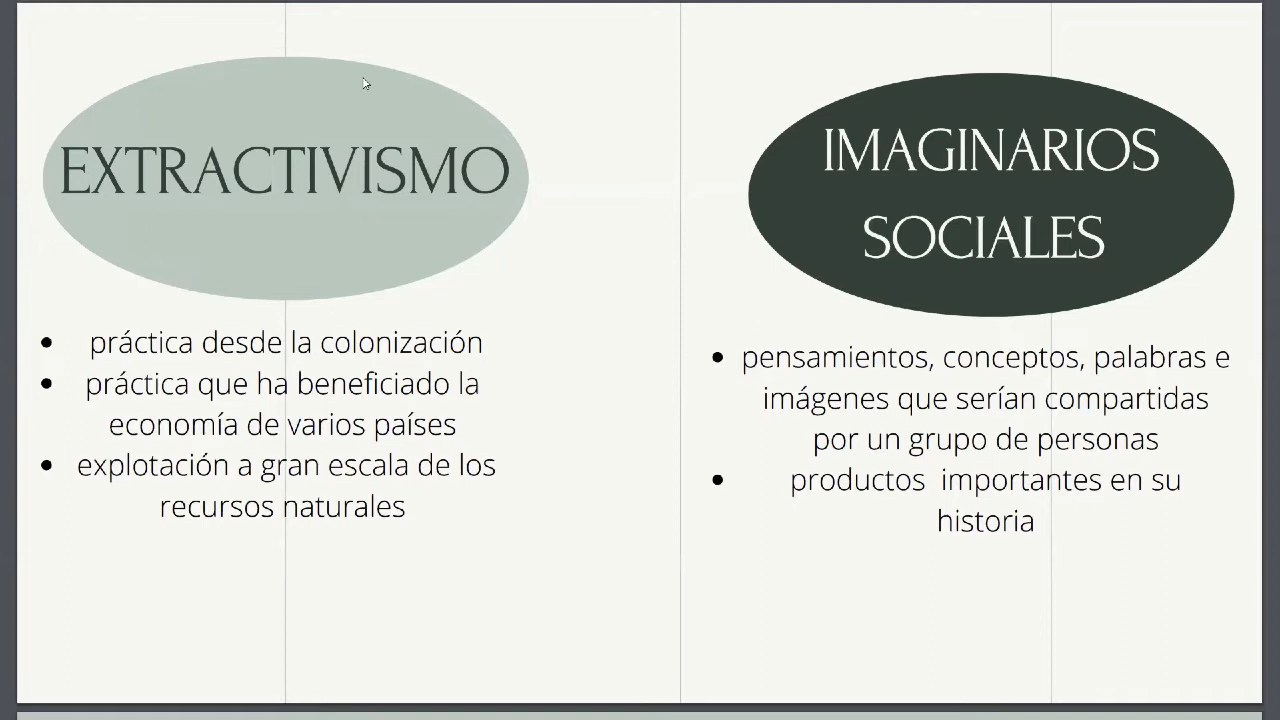 EXTRACTIVISMO
• práctica desde la colonización
• práctica que ha beneficiado la
economía de varios países
• explotación a gran escala de los
recursos naturales
IMAGINARIOS
SOCIALES
• pensamientos, conceptos, palabras e
imágenes que serían compartidas
por un grupo de personas
• productos importantes en su
historia